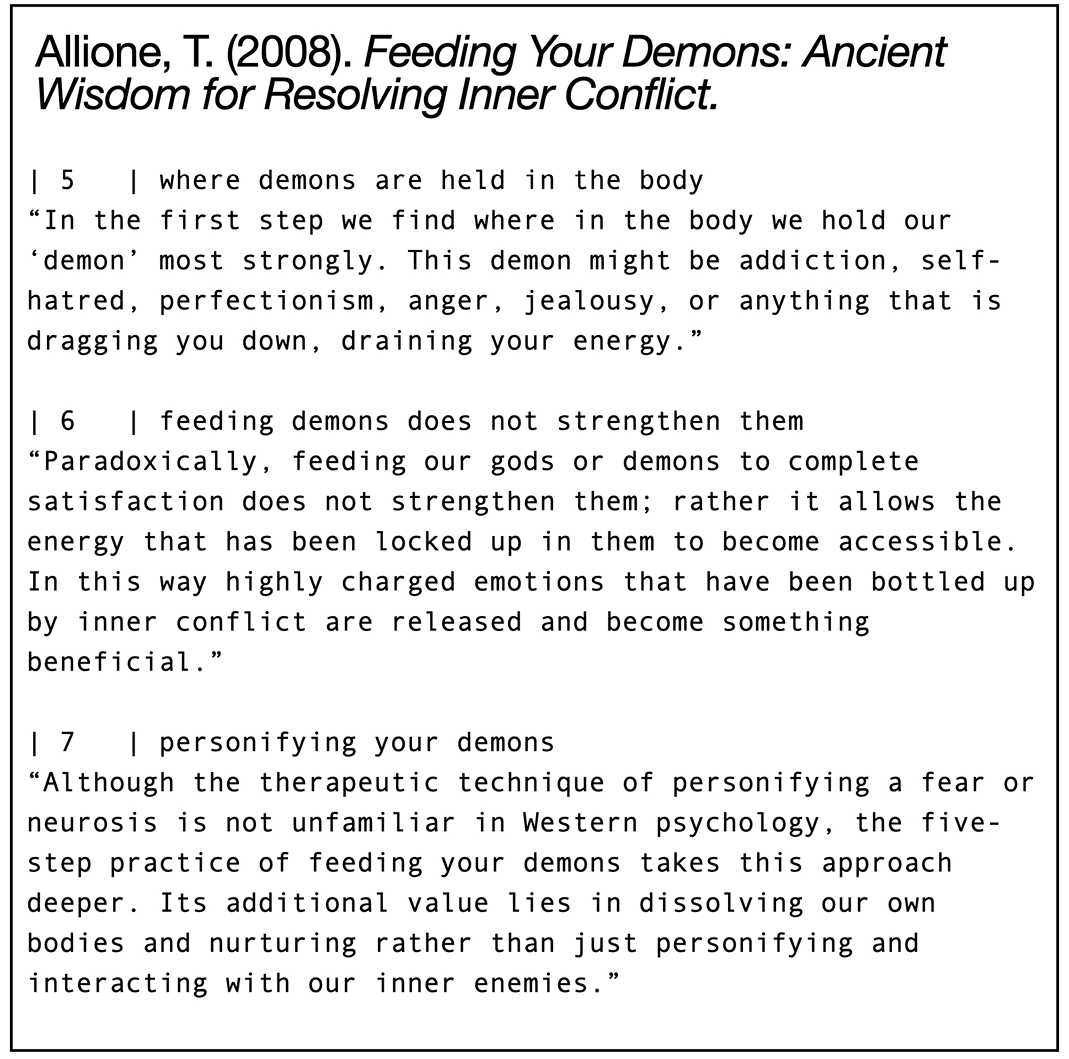 Allione, T. (2008). Feeding Your Demons: Ancient
Wisdom for Resolving Inner Conflict.
| 5   | where demons are held in the body
“In the first step we find where in the body we hold our
‘demon’ most strongly. This demon might be addiction, self-
hatred, perfectionism, anger, jealousy, or anything that is
dragging you down, draining your energy.”
| 6   | feeding demons does not strengthen them
“Paradoxically, feeding our gods or demons to complete
satisfaction does not strengthen them; rather it allows the
energy that has been locked up in them to become accessible.
In this way highly charged emotions that have been bottled up
by inner conflict are released and become something
beneficial.”
| 7   | personifying your demons
“Although the therapeutic technique of personifying a fear or
neurosis is not unfamiliar in Western psychology, the five-
step practice of feeding your demons takes this approach
deeper. Its additional value lies in dissolving our own
bodies and nurturing rather than just personifying and
interacting with our inner enemies.”